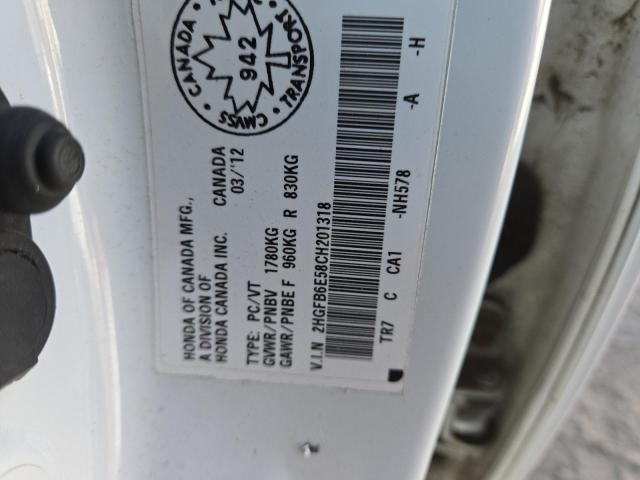 HONDA OF CANADA MFG.,
A DIVISION OF
HONDA CANADA INC.
CANADA
03/'12
TYPE: PC/VT
GVWR/PNBV 1780KG
GAWR/PNBE F 960KG R 830KG
V.I.N 2HGFB6E58CH201318
TR7 C CA1 -NH578 -A -H
CANADA
942
TRANSPORT
CMVSS